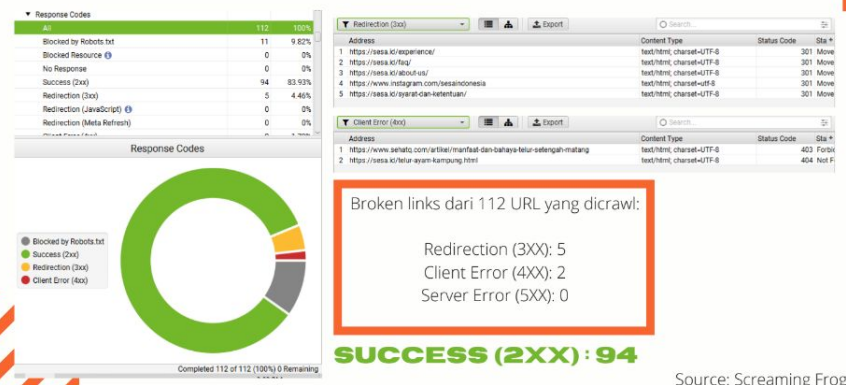 Response Codes
All 112 100%
Blocked by Robots.txt 11 9.82%
Blocked Resource 0 0%
No Response 0 0%
Success (2xx) 94 83.93%
Redirection (3xx) 5 4.46%
Redirection (JavaScript) 0 0%
Redirection (Meta Refresh) 0 0%
Response Codes
Blocked by Robots.txt
Success (2xx)
Redirection (3xx)
Client Error (4xx)
Completed 112 of 112 (100%) 0 Remaining
Redirection (3xx) Export Search...
Address Content Type Status Code Sta
1 https://sesa.id/experience/ text/html; charset=UTF-8 301 Move
2 https://sesa.id/faq/ text/html; charset=UTF-8 301 Move
3 https://sesa.id/about-us/ text/html; charset=UTF-8 301 Move
4 https://www.instagram.com/sesaindonesia text/html; charset=utf-8 301 Move
5 https://sesa.id/syarat-dan-ketentuan/ text/html; charset=UTF-8 301 Move
Client Error (4xx) Export Search...
Address Content Type Status Code Sta
1 https://www.sehatq.com/artikel/manfaat-dan-bahaya-telur-setengah-matang text/html; charset=UTF-8 403 Forbi
2 https://sesa.id/telur-ayam-kampung.html text/html; charset=UTF-8 404 Not F
Broken links dari 112 URL yang dicrawl:
Redirection (3XX): 5
Client Error (4XX): 2
Server Error (5XX): 0
SUCCESS (2XX) : 94
Source: Screaming Frog